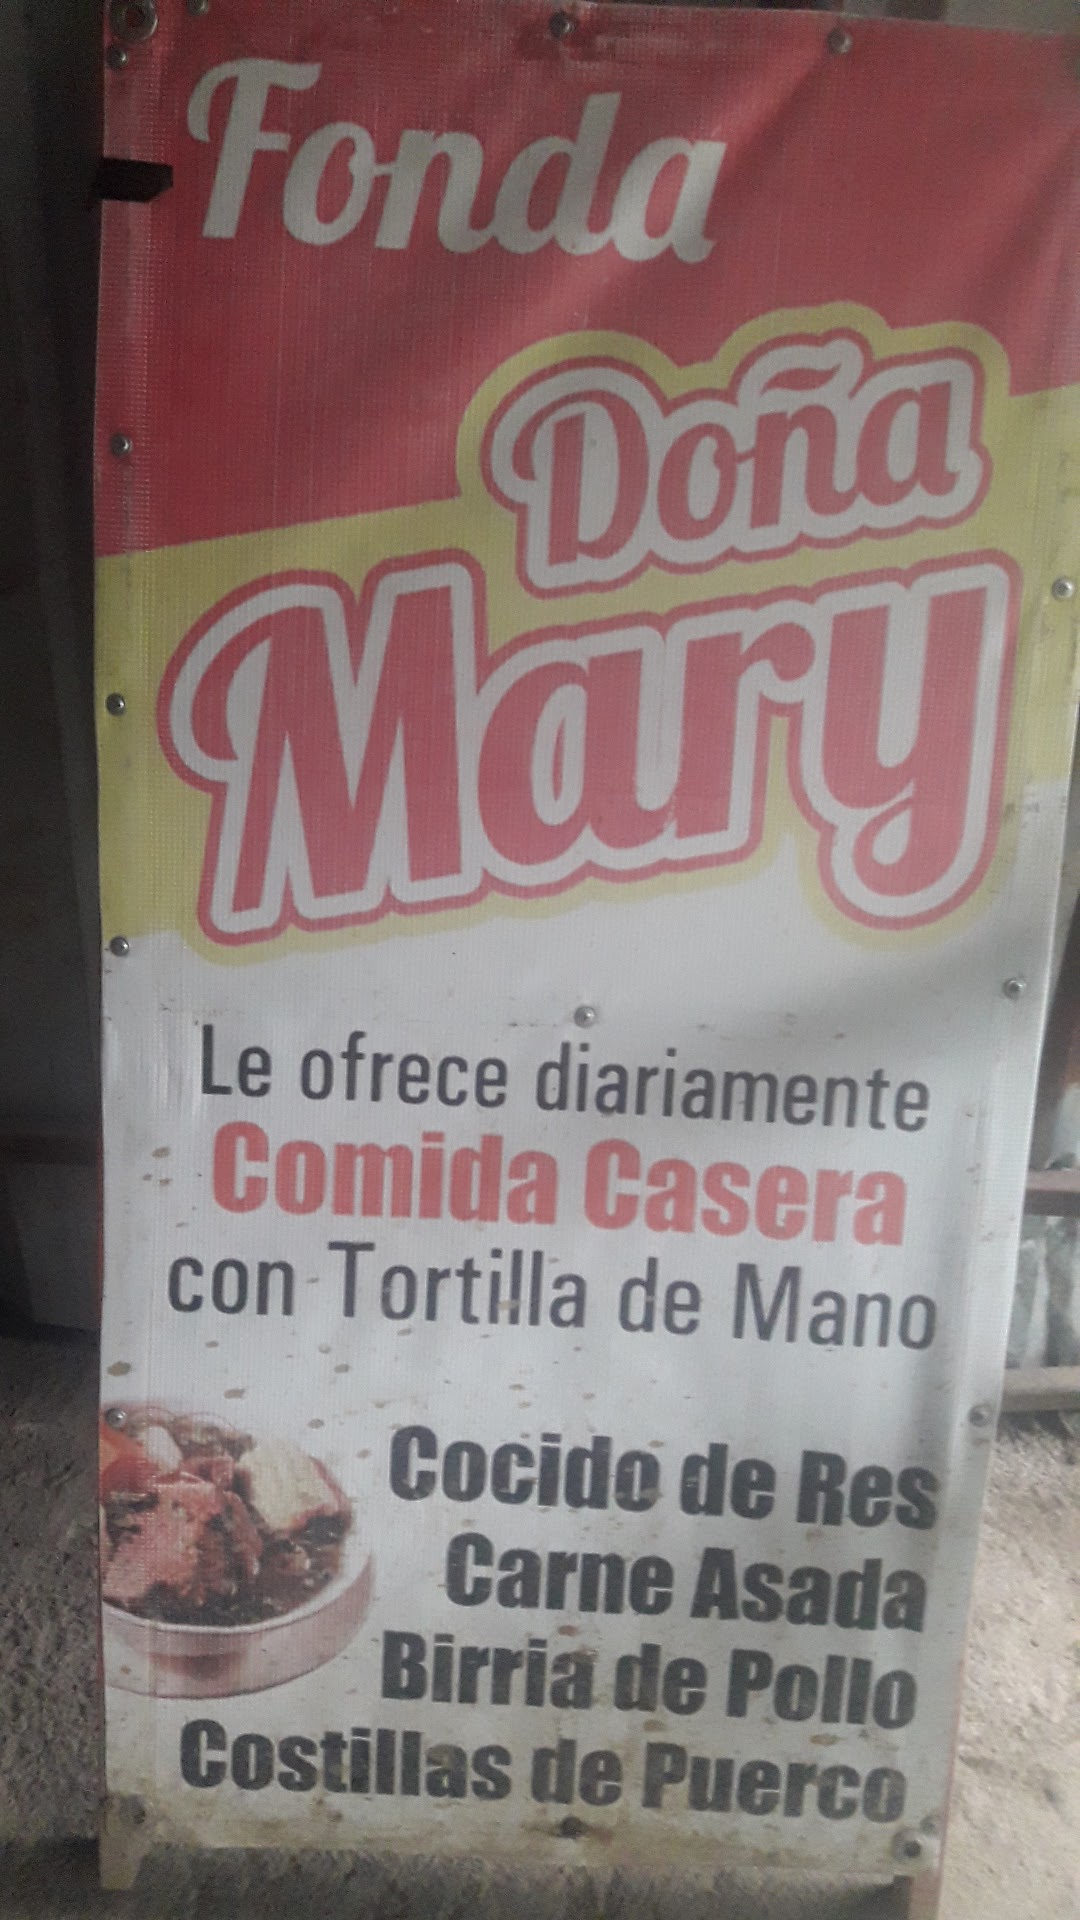 Fonda
Doña
Mary
Le ofrece diariamente
Comida Casera
con Tortilla de Mano
Cocido de Res
Carne Asada
Birria de Pollo
Costillas de Puerco